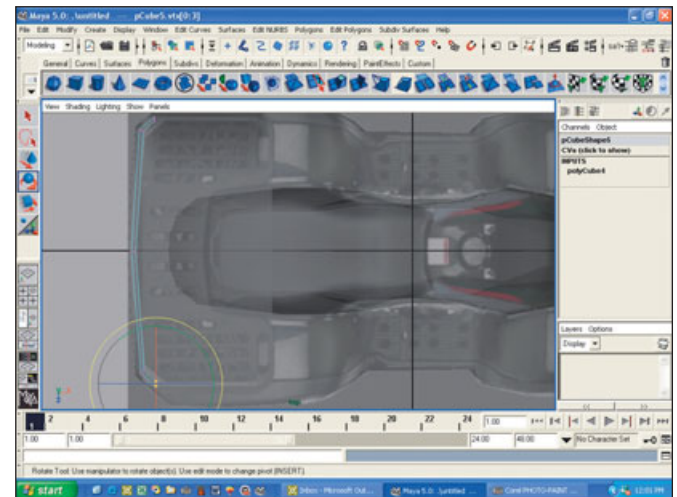 Maya 5.0: .\untitled --- pCube5.vtx[0:3]
File Edit Modify Create Display Window Edit Curves Surfaces Edit NURBS Polygons Edit Polygons Subdiv Surfaces Help
Modeling
General Curves Surfaces Polygons Subdivs Deformation Animation Dynamics Rendering PaintEffects Custom
View Shading Lighting Show Panels
Channels Object
pCubeShape5
CVs (click to show)
INPUTS
polyCube4
Layers Options
Display
2 4 6 8 10 12 14 16 18 20 22 24 1.00
1.00 1.00 24.00 48.00 No Character Set
Rotate Tool: Use manipulator to rotate object(s). Use edit mode to change pivot (INSERT).
start Inbox - Microsoft Out... Maya 5.0: .\untitled ... Corel PHOTO-PAINT ... 12:01 PM